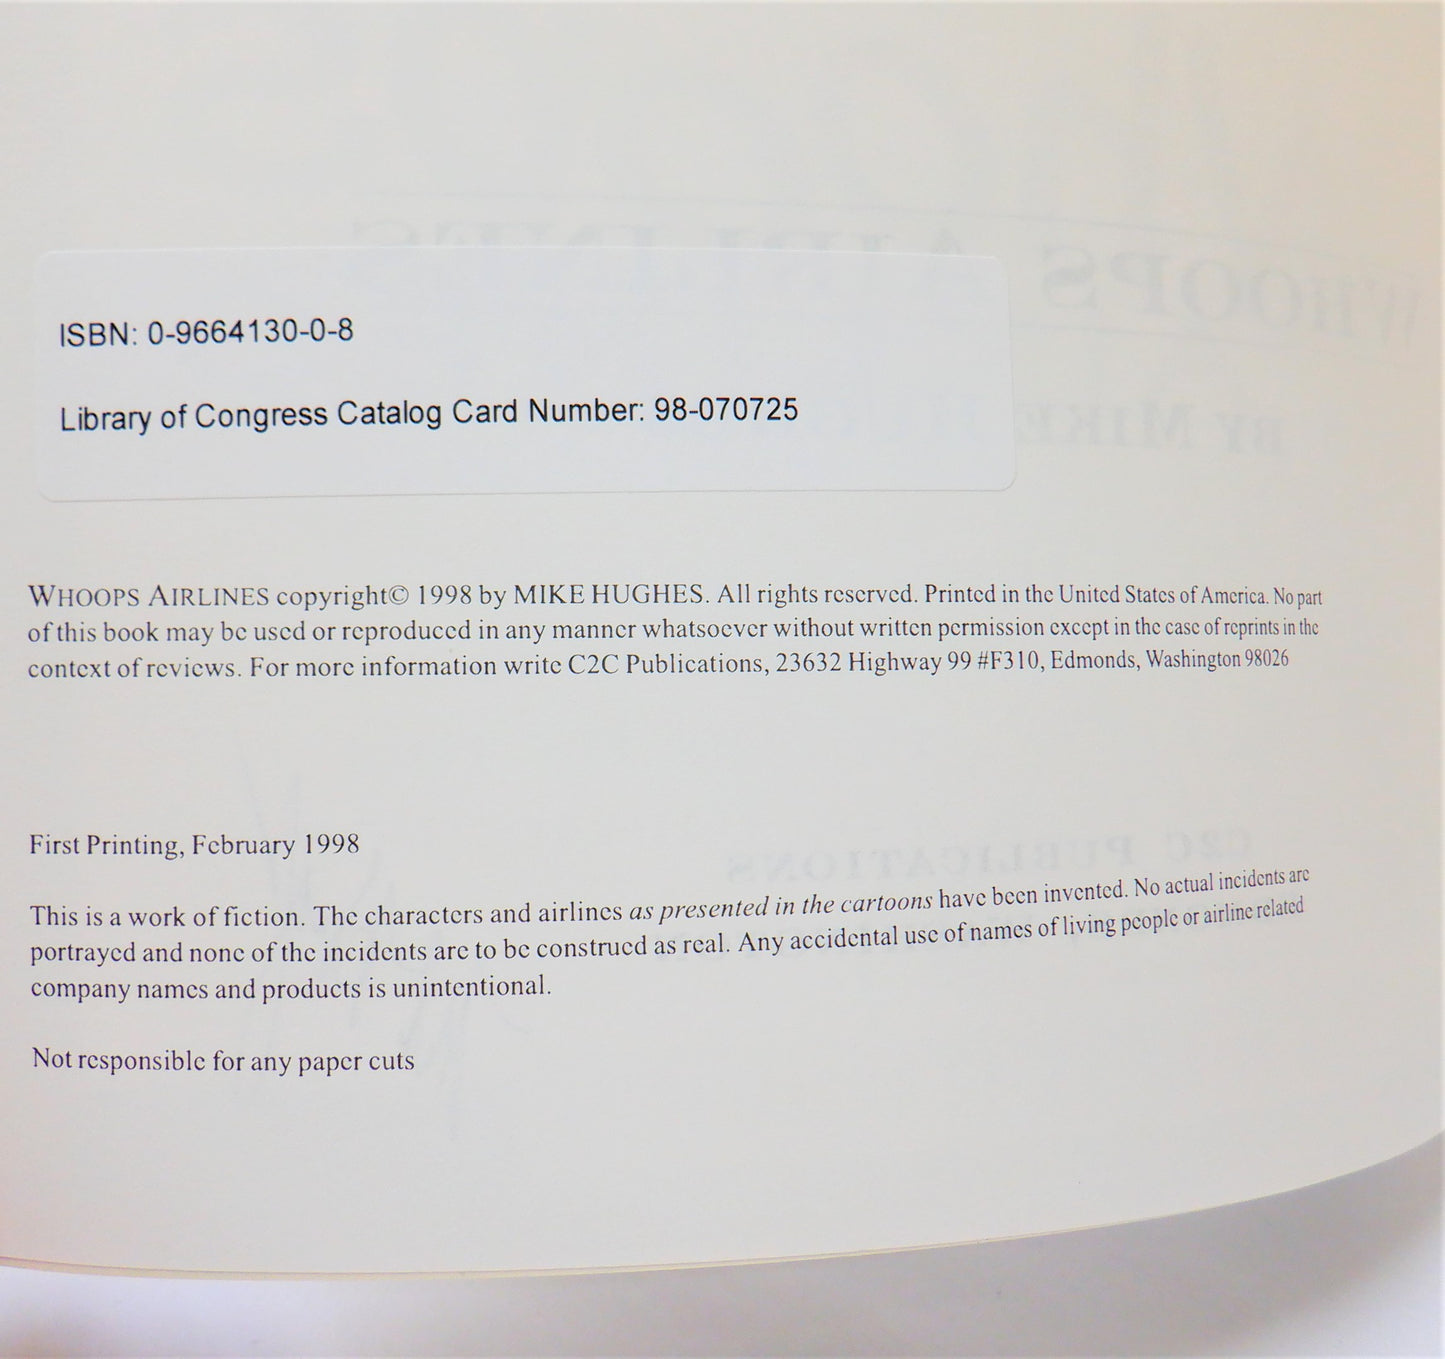 ISBN: 0-9664130-0-8
Library of Congress Catalog Card Number: 98-070725
WHOOPS AIRLINES copyright© 1998 by MIKE HUGHES. All rights reserved. Printed in the United States of America. No part
of this book may be used or reproduced in any manner whatsoever without written permission except in the case of reprints in the
context of reviews. For more information write C2C Publications, 23632 Highway 99 #F310, Edmonds, Washington 98026
First Printing, February 1998
This is a work of fiction. The characters and airlines as presented in the cartoons have been invented. No actual incidents are
portrayed and none of the incidents are to be construed as real. Any accidental use of names of living people or airline related
company names and products is unintentional.
Not responsible for any paper cuts